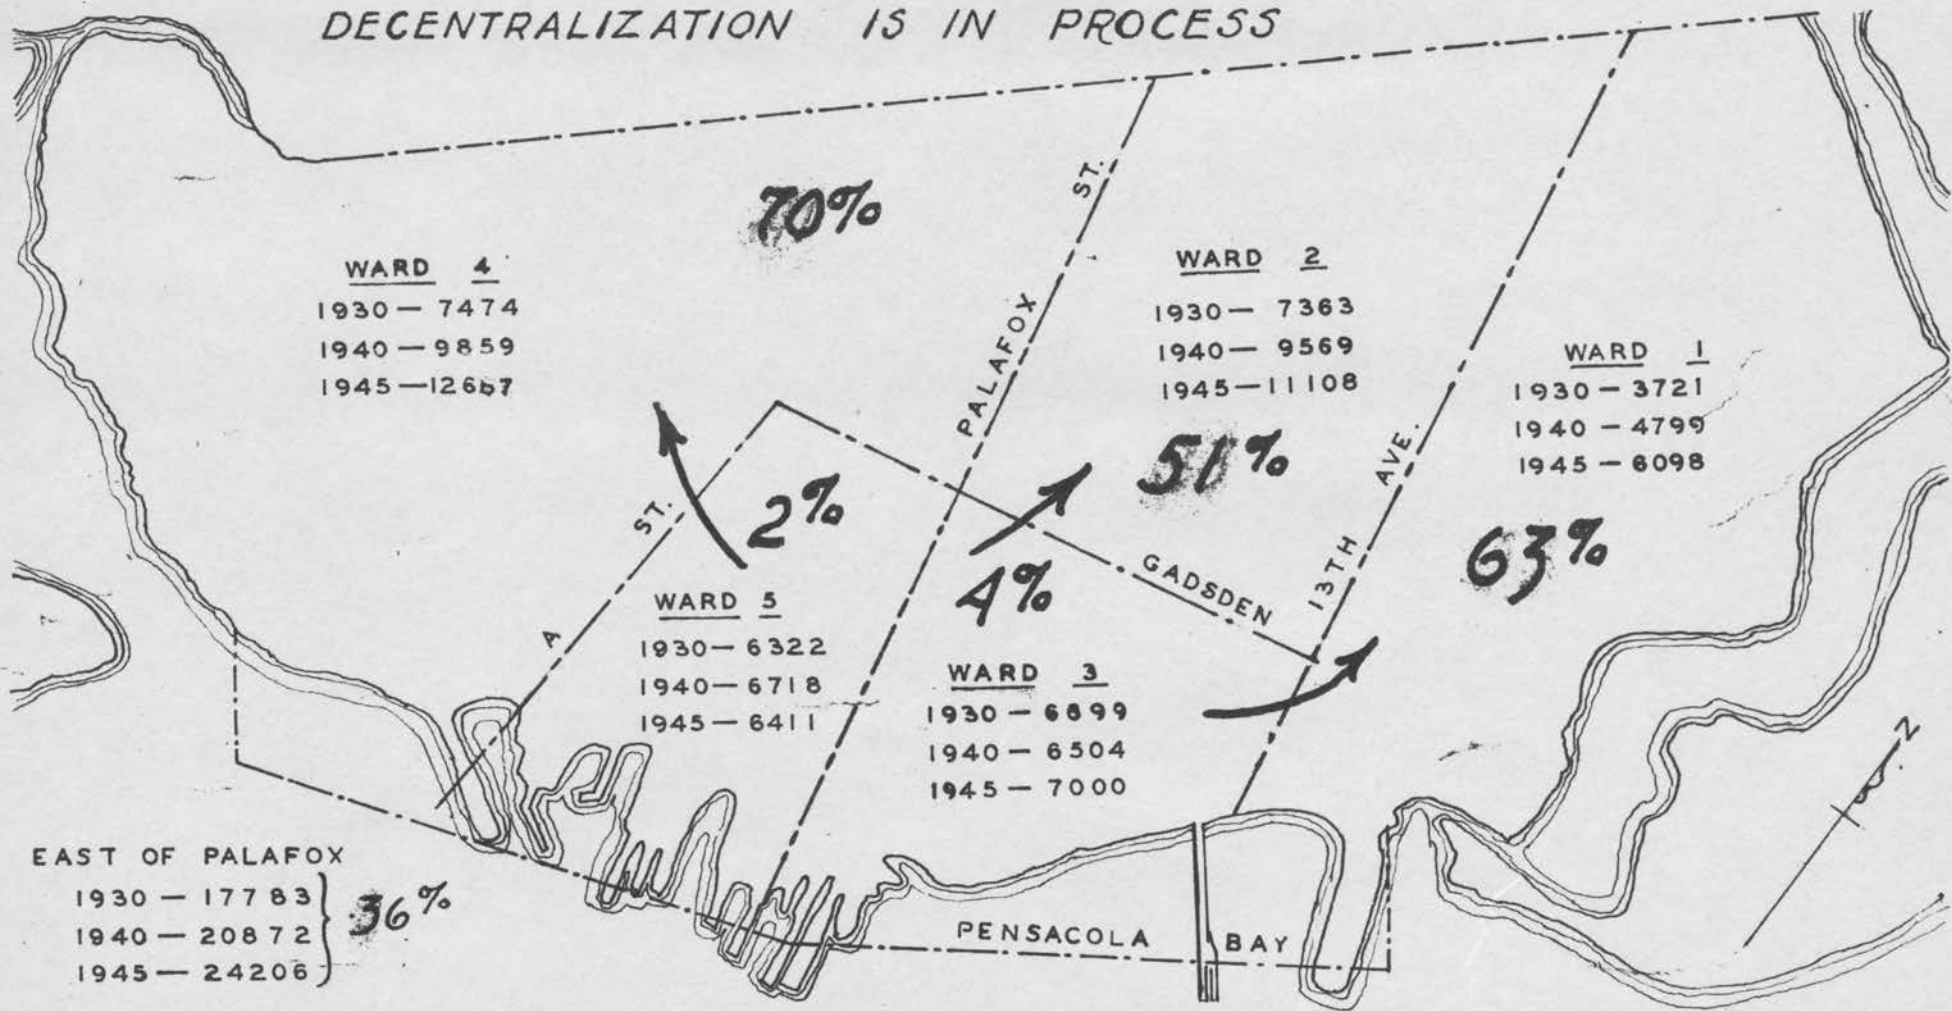 DECENTRALIZATION IS IN PROCESS
70%
ST.
PALAFOX
WARD 4
1930 — 7474
1940 — 9859
1945 — 12667
WARD 2
1930 — 7363
1940 — 9569
1945 — 11108
51%
WARD 1
1930 — 3721
1940 — 4799
1945 — 6098
63%
13TH AVE.
GADSDEN
A ST.
2%
4%
WARD 5
1930 — 6322
1940 — 6718
1945 — 6411
WARD 3
1930 — 6699
1940 — 6504
1945 — 7000
N
EAST OF PALAFOX
1930 — 17783
1940 — 20872
1945 — 24206
36%
PENSACOLA BAY